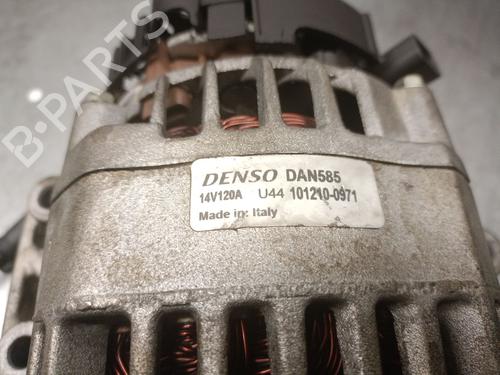 B-PARTS
DENSO DAN585
14V120A U44 101210-0971
Made in: Italy